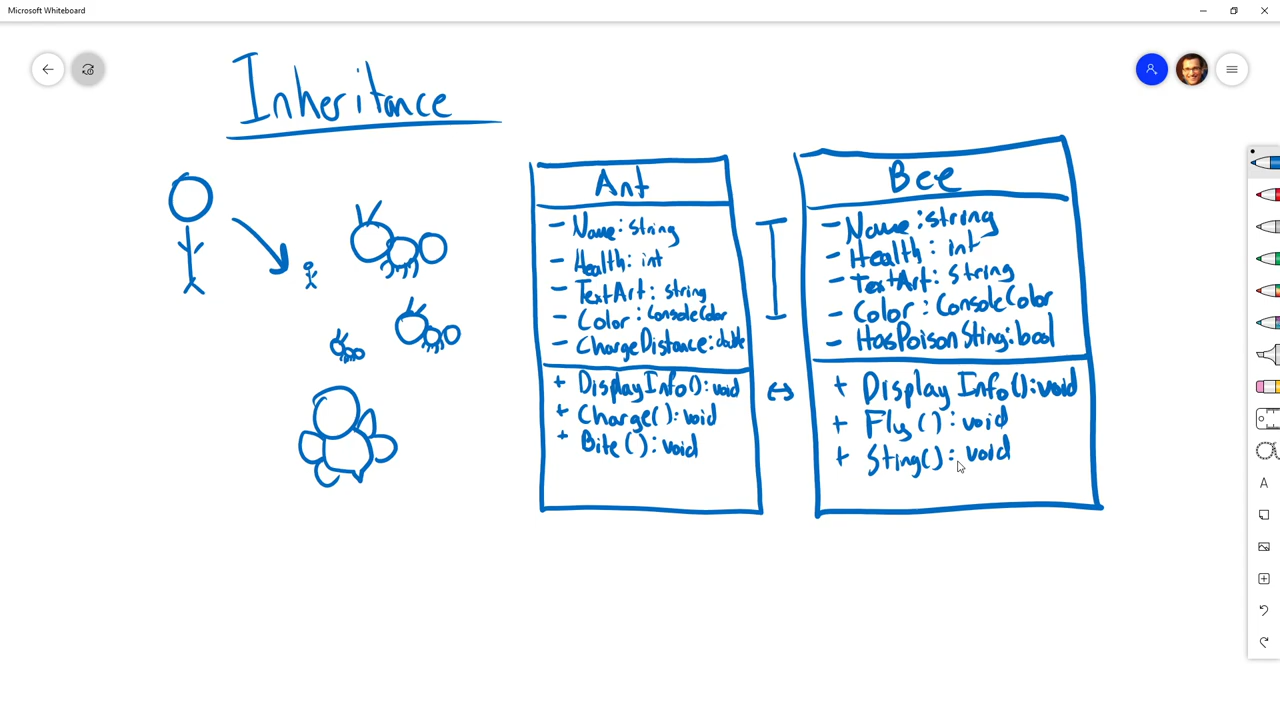 Microsoft Whiteboard
Inheritance
Ant
- Name: string
- Health: int
- TextArt: string
- Color: ConsoleColor
- ChargeDistance: double
+ DisplayInfo(): void
+ Charge(): void
+ Bite(): void
Bee
- Name: string
- Health: int
- TextArt: string
- Color: ConsoleColor
- HasPoisonSting: bool
+ DisplayInfo(): void
+ Fly(): void
+ Sting(): void
A